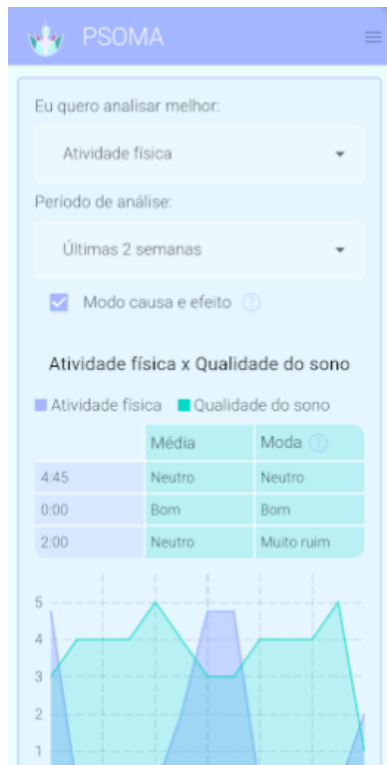 PSOMA
Eu quero analisar melhor:
Atividade física
Período de análise:
Últimas 2 semanas
Modo causa e efeito ?
Atividade física x Qualidade do sono
Atividade física Qualidade do sono
Média Moda ?
4:45 Neutro Neutro
0:00 Bom Bom
2:00 Neutro Muito ruim
5
4
3
2
1